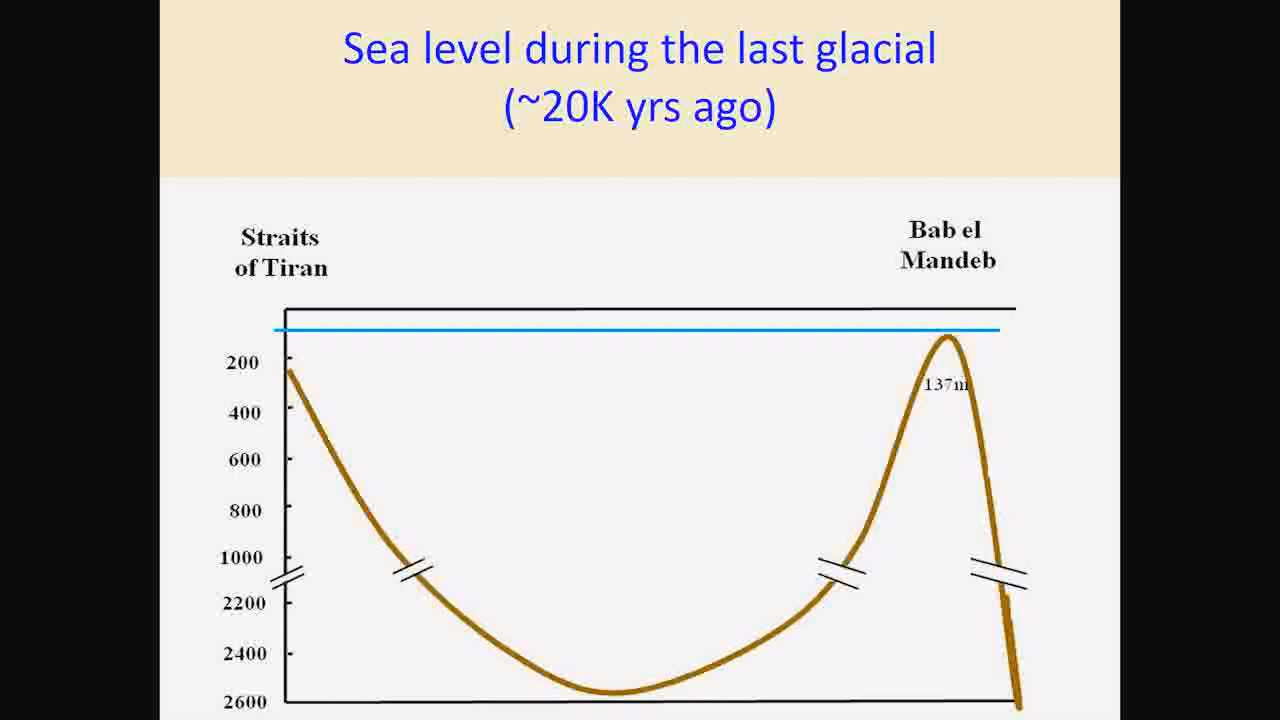 Sea level during the last glacial
(~20K yrs ago)
Straits
of Tiran
Bab el
Mandeb
137m
200
400
600
800
1000
2200
2400
2600